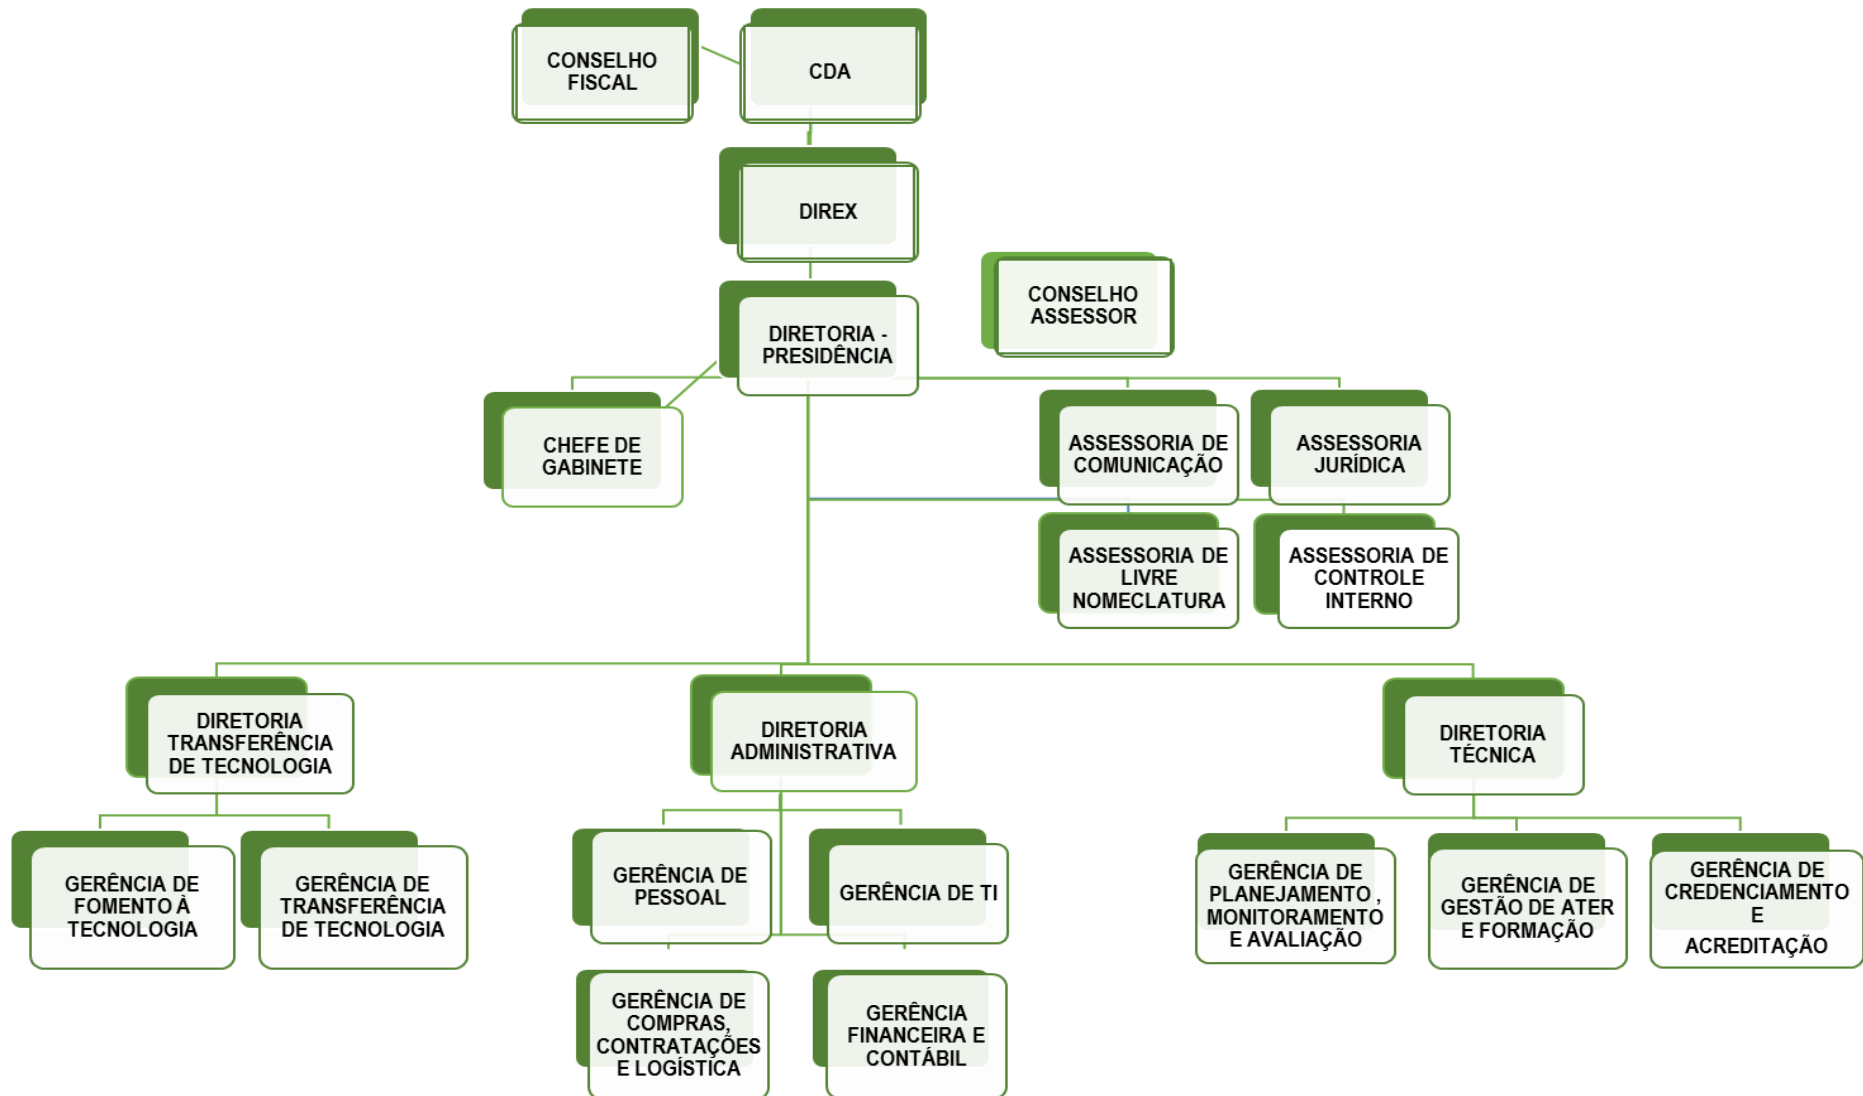 CONSELHO
FISCAL
CDA
DIREX
CONSELHO
ASSESSOR
DIRETORIA -
PRESIDÊNCIA
CHEFE DE
GABINETE
ASSESSORIA DE
COMUNICAÇÃO
ASSESSORIA
JURÍDICA
ASSESSORIA DE
LIVRE
NOMECLATURA
ASSESSORIA DE
CONTROLE
INTERNO
DIRETORIA
TRANSFERÊNCIA
DE TECNOLOGIA
DIRETORIA
ADMINISTRATIVA
DIRETORIA
TÉCNICA
GERÊNCIA DE
FOMENTO À
TECNOLOGIA
GERÊNCIA DE
TRANSFERÊNCIA
DE TECNOLOGIA
GERÊNCIA DE
PESSOAL
GERÊNCIA DE TI
GERÊNCIA DE
PLANEJAMENTO ,
MONITORAMENTO
E AVALIAÇÃO
GERÊNCIA DE
GESTÃO DE ATER
E FORMAÇÃO
GERÊNCIA DE
CREDENCIAMENTO
E
ACREDITAÇÃO
GERÊNCIA DE
COMPRAS,
CONTRATAÇÕES
E LOGÍSTICA
GERÊNCIA
FINANCEIRA E
CONTÁBIL